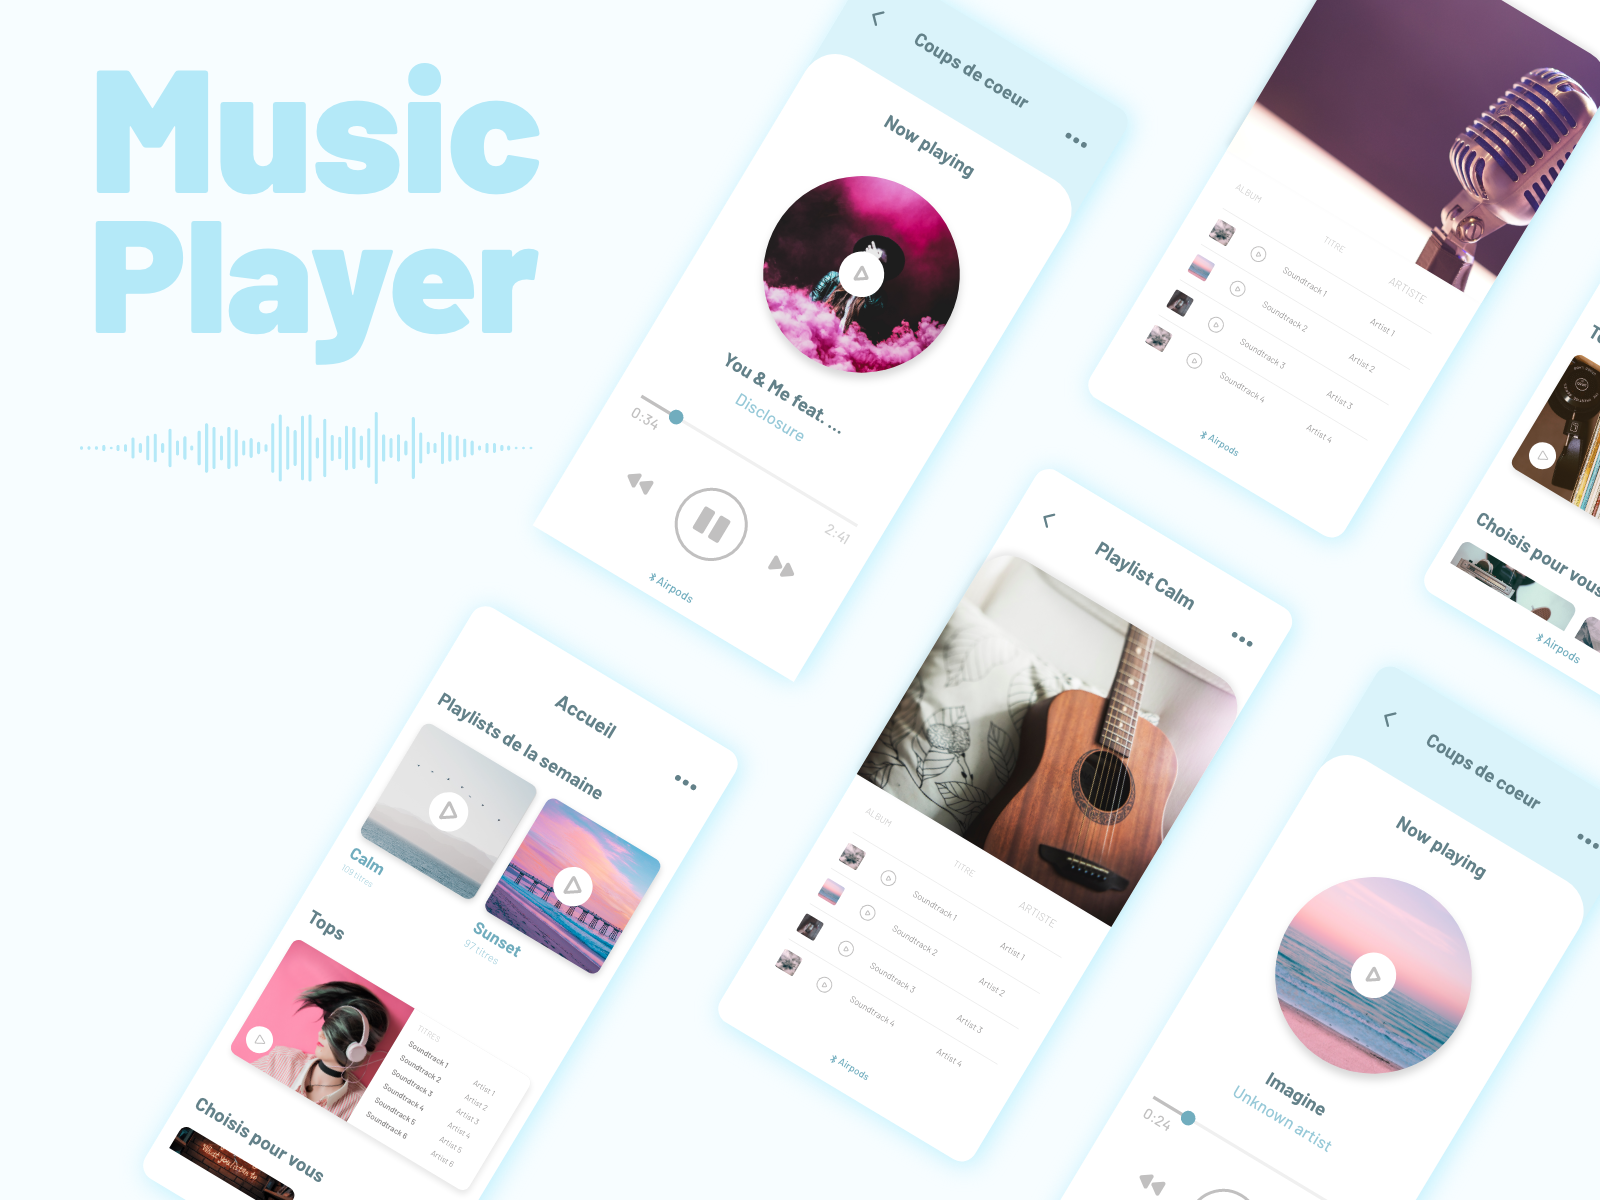 Music
Player
Coups de coeur
Now playing
You & Me feat. ...
Disclosure
0:34
2:41
Airpods
ALBUM
TITRE
ARTISTE
Soundtrack 1
Artist 1
Soundtrack 2
Artist 2
Soundtrack 3
Artist 3
Soundtrack 4
Artist 4
Airpods
Choisis pour vous
Airpods
Accueil
Playlists de la semaine
Calm
109 titres
Sunset
97 titres
Tops
TITRES
Soundtrack 1
Artist 1
Soundtrack 2
Artist 2
Soundtrack 3
Artist 3
Soundtrack 4
Artist 4
Soundtrack 5
Artist 5
Soundtrack 6
Artist 6
Choisis pour vous
What you listen to
Playlist Calm
ALBUM
TITRE
ARTISTE
Soundtrack 1
Artist 1
Soundtrack 2
Artist 2
Soundtrack 3
Artist 3
Soundtrack 4
Artist 4
Airpods
Coups de coeur
Now playing
Imagine
Unknown artist
0:24